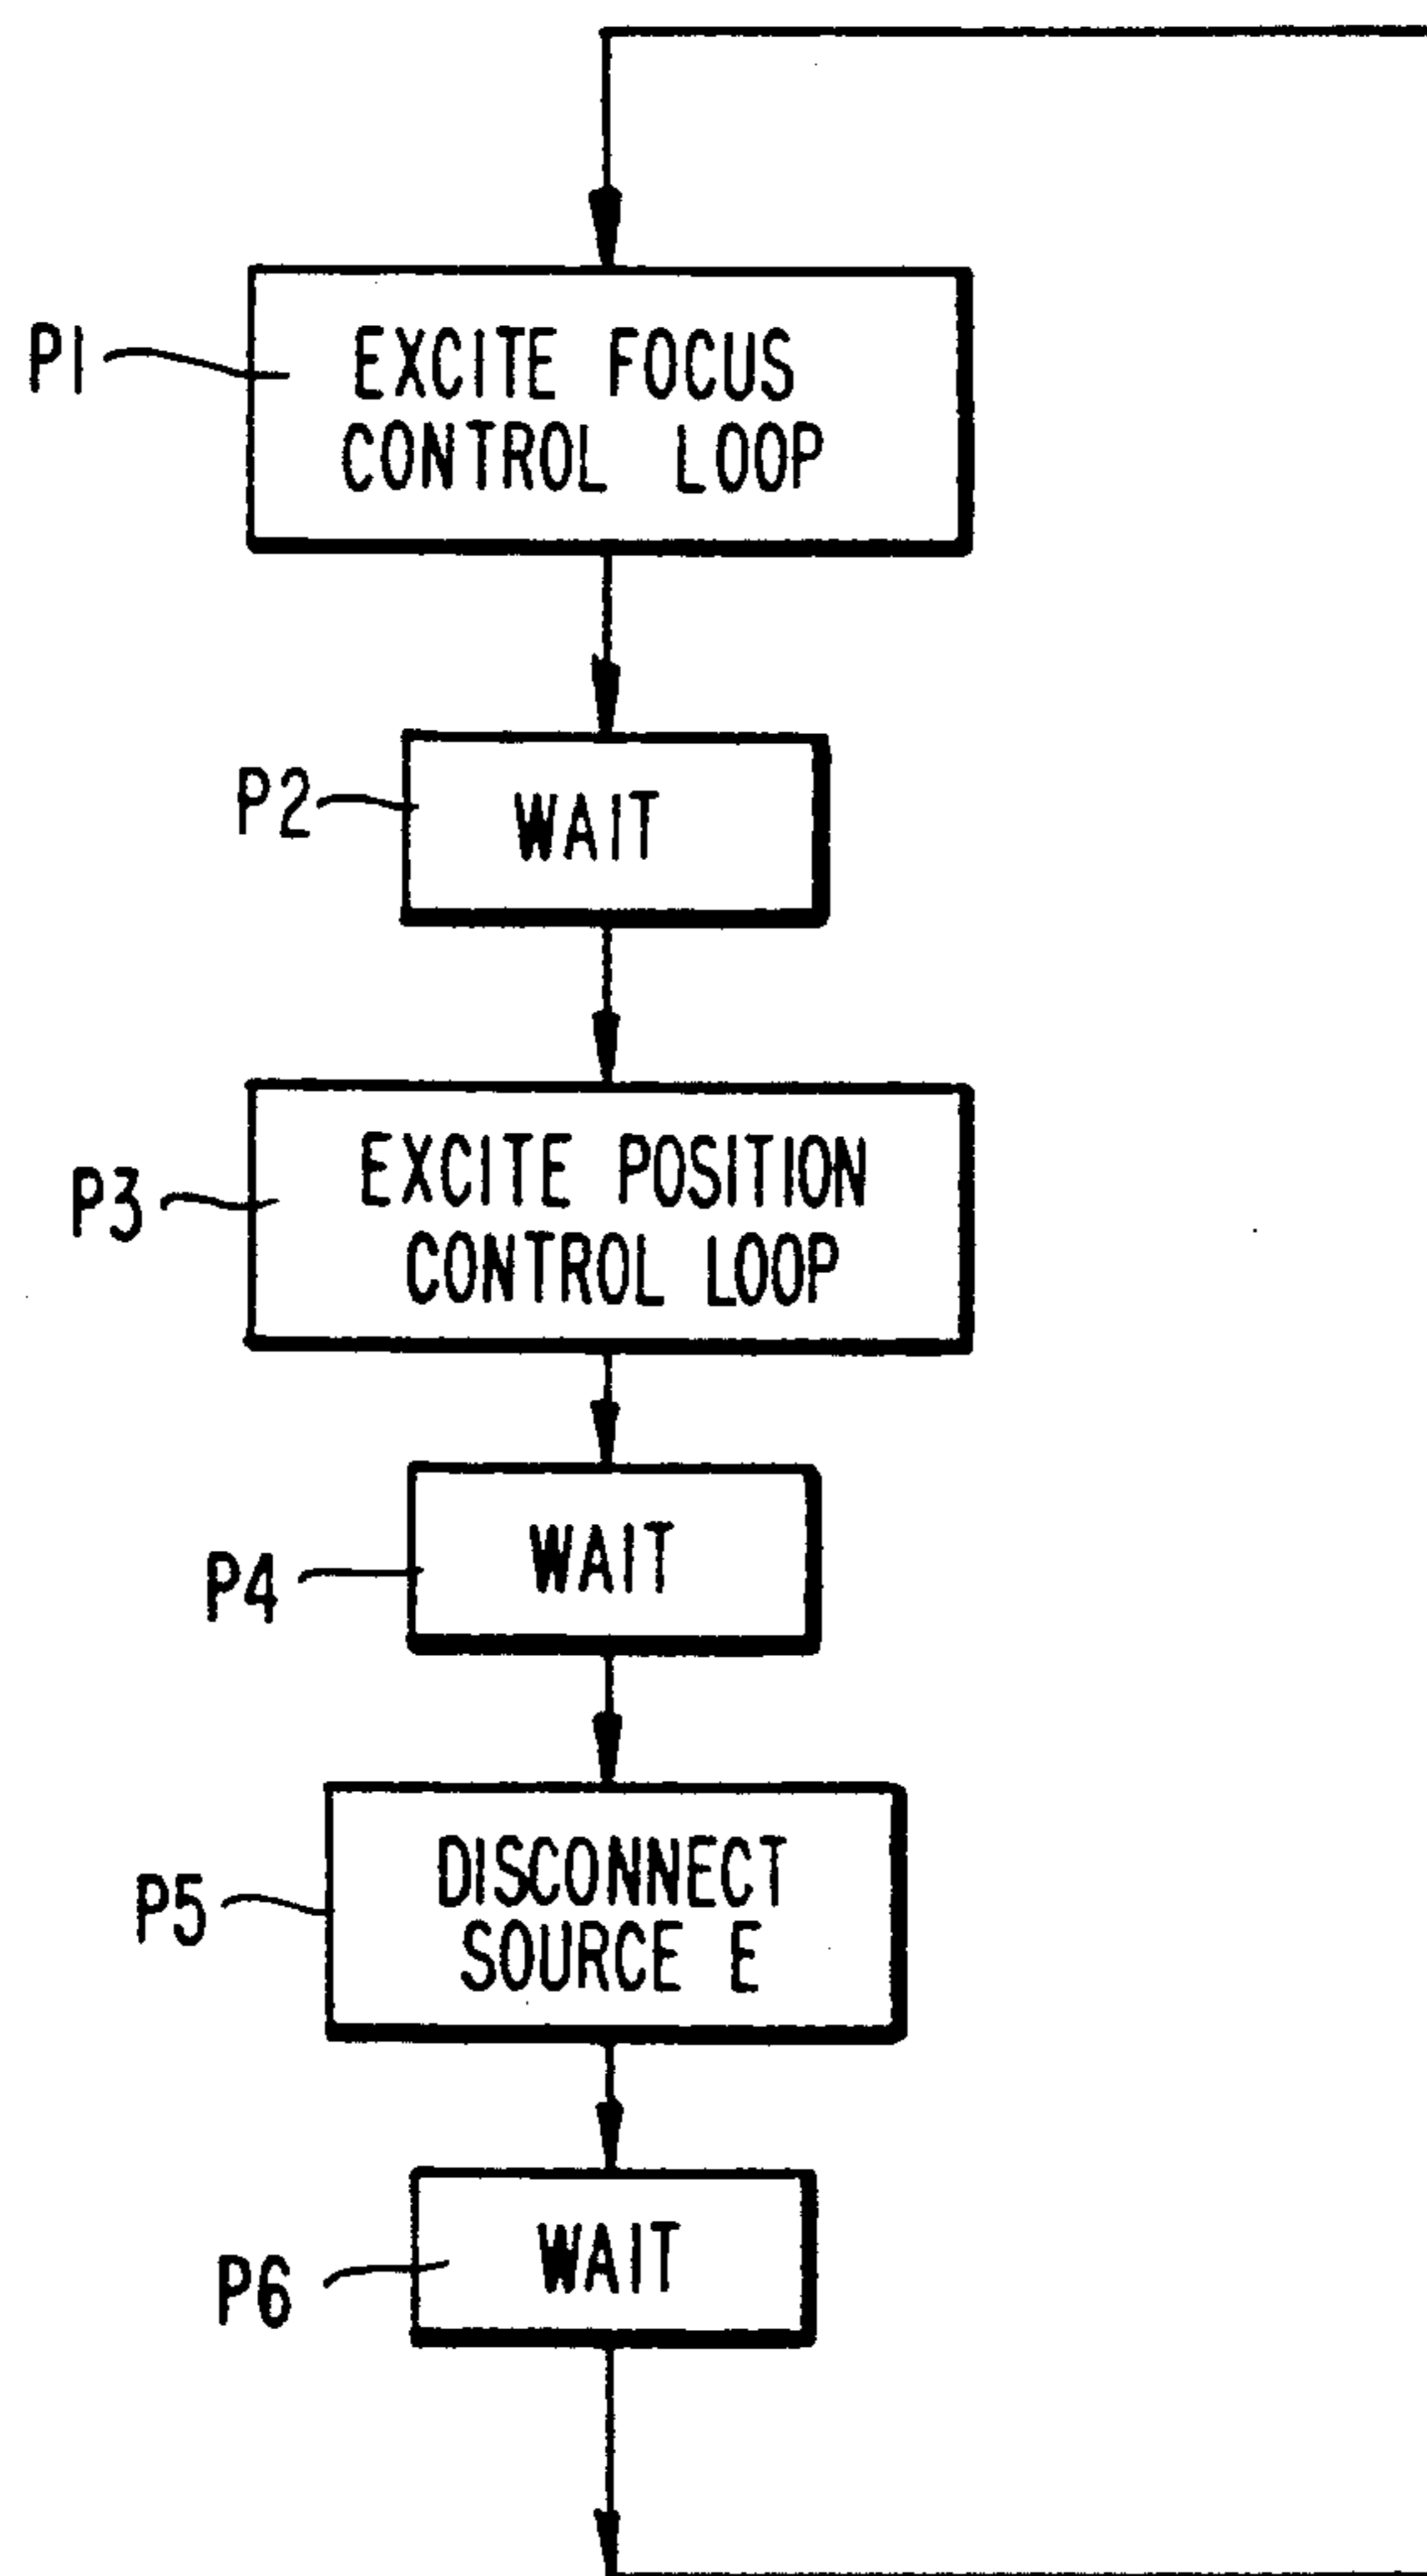 P1
EXCITE FOCUS
CONTROL LOOP
P2
WAIT
P3
EXCITE POSITION
CONTROL LOOP
P4
WAIT
P5
DISCONNECT
SOURCE E
P6
WAIT